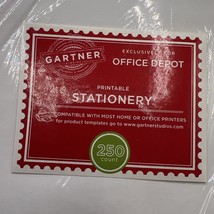 GARTNER
EXCLUSIVELY FOR
OFFICE DEPOT
PRINTABLE
STATIONERY
COMPATIBLE WITH MOST HOME OR OFFICE PRINTERS
for product templates go to www.gartnerstudios.com
250
count